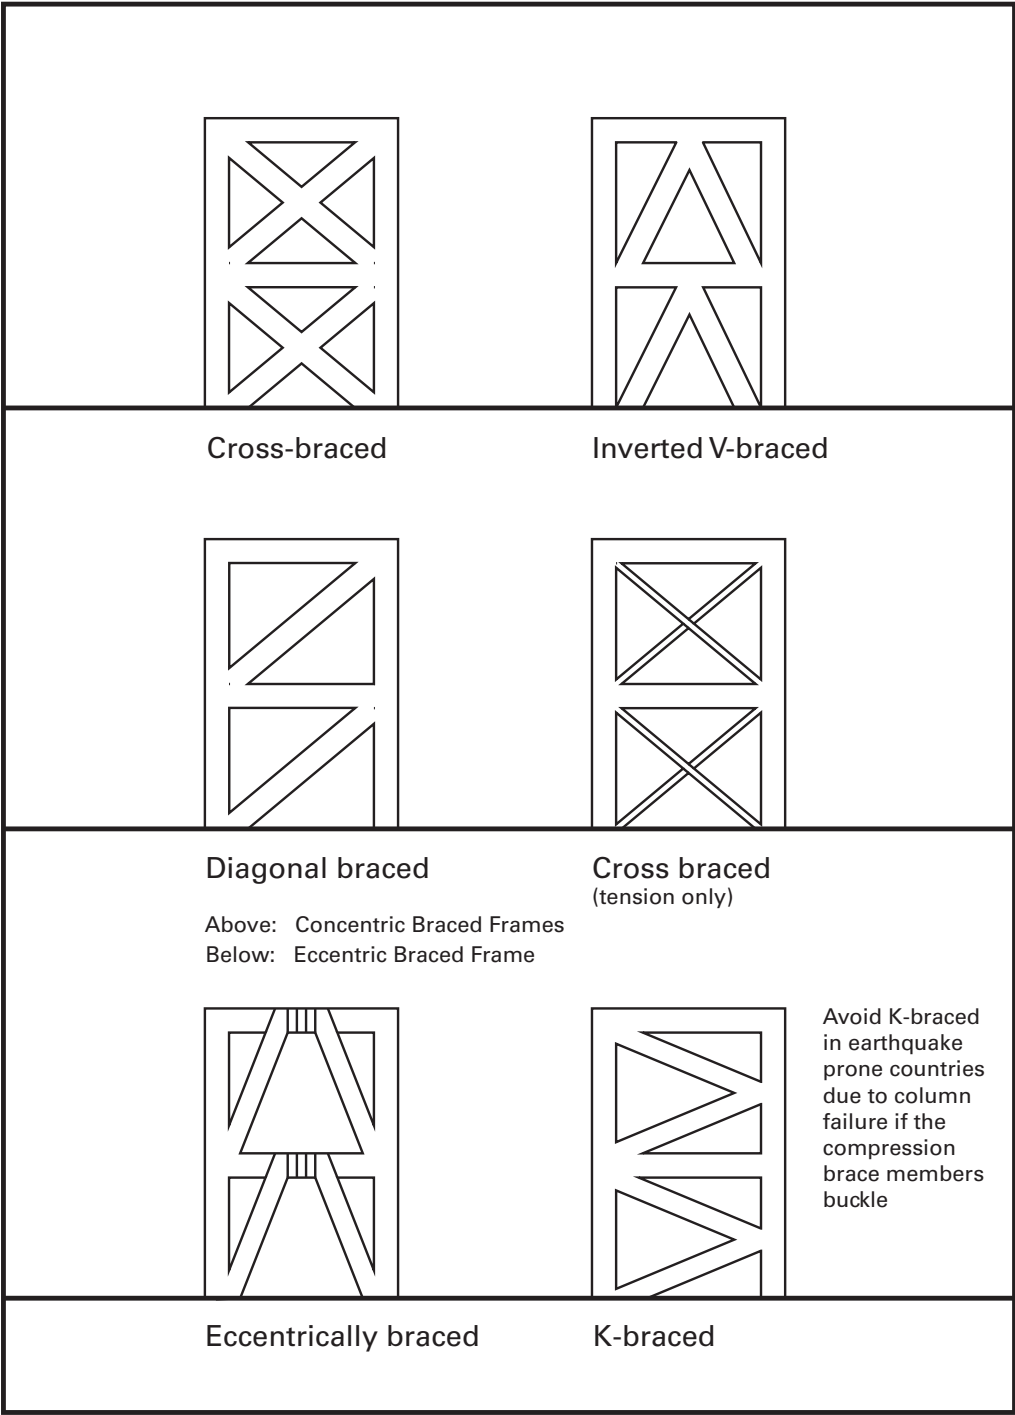 Cross-braced
Inverted V-braced
Diagonal braced
Cross braced
(tension only)
Above: Concentric Braced Frames
Below: Eccentric Braced Frame
Avoid K-braced
in earthquake
prone countries
due to column
failure if the
compression
brace members
buckle
Eccentrically braced
K-braced